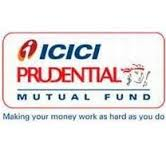 ICICI
PRUDENTIAL
MUTUAL FUND
Making your money work as hard as you do